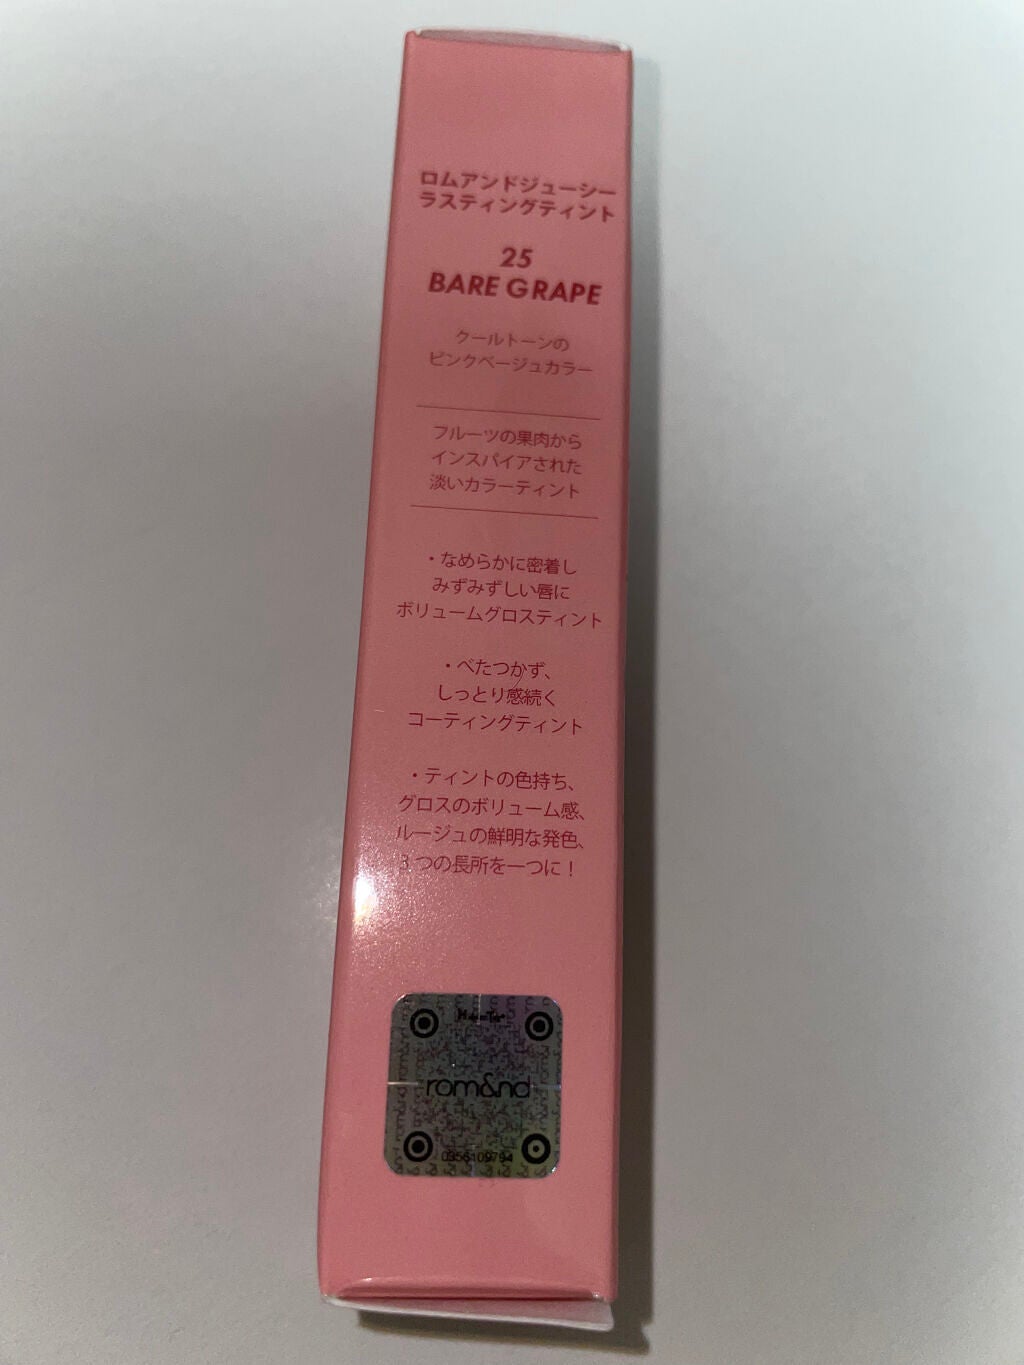 ロムアンドジューシー
ラスティングティント
25
BARE GRAPE
クールトーンの
ピンクベージュカラー
フルーツの果肉から
インスパイアされた
淡いカラーティント
・なめらかに密着し
みずみずしい唇に
ボリュームグロスティント
・べたつかず、
しっとり感続く
コーティングティント
・ティントの色持ち、
グロスのボリューム感、
ルージュの鮮明な発色、
３つの長所を一つに！
rom&nd
0356109794